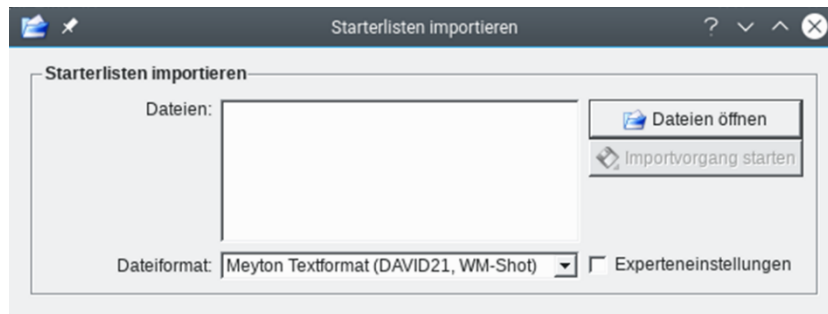 Starterlisten importieren
Starterlisten importieren
Dateien:
Dateien öffnen
Importvorgang starten
Dateiformat: Meyton Textformat (DAVID21, WM-Shot) Experteneinstellungen